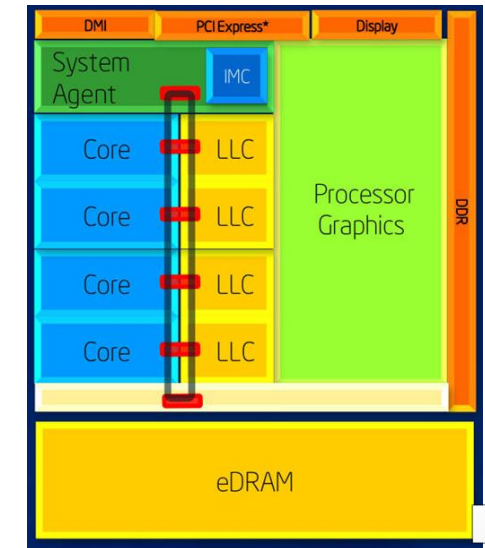 DMI
PCI Express*
Display
System
Agent
IMC
Core
LLC
Core
LLC
Core
LLC
Core
LLC
Processor
Graphics
DDR
eDRAM